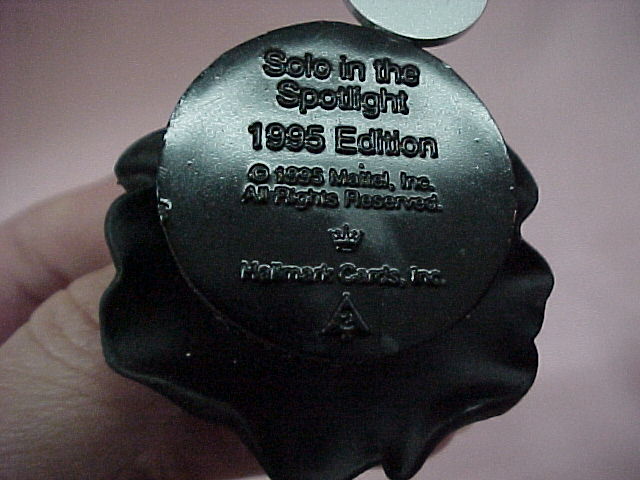 Solo in the
Spotlight
1995 Edition
© 1995 Mattel, Inc.
All Rights Reserved.
Hallmark Cards, Inc.